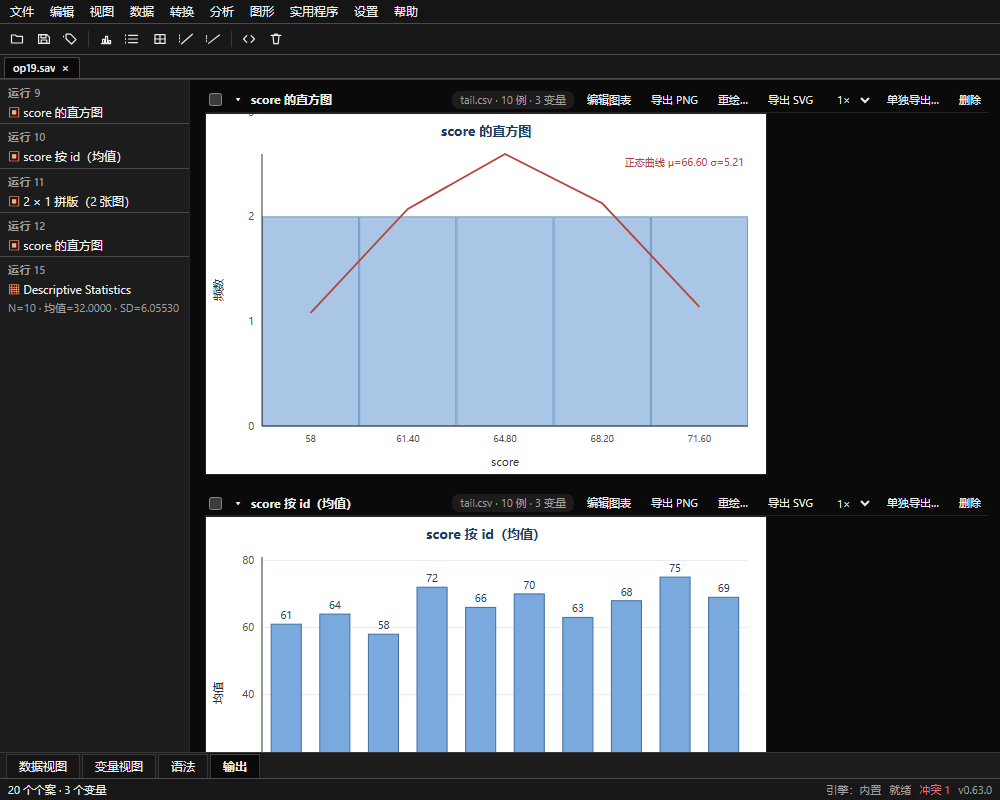 文件 编辑 视图 数据 转换 分析 图形 实用程序 设置 帮助
op19.sav ×
运行 9
score 的直方图
运行 10
score 按 id（均值）
运行 11
2 × 1 拼版（2 张图）
运行 12
score 的直方图
运行 15
Descriptive Statistics
N=10 · 均值=32.0000 · SD=6.05530
score 的直方图 tail.csv · 10 例 · 3 变量 编辑图表 导出 PNG 重绘... 导出 SVG 1× 单独导出... 删除
score 的直方图
正态曲线 μ=66.60 σ=5.21
2
频数
1
0
58 61.40 64.80 68.20 71.60
score
score 按 id（均值） tail.csv · 10 例 · 3 变量 编辑图表 导出 PNG 重绘... 导出 SVG 1× 单独导出... 删除
score 按 id（均值）
80
60
均值
40
61 64 58 72 66 70 63 68 75 69
数据视图 变量视图 语法 输出
20 个个案 · 3 个变量 引擎: 内置 就绪 冲突 1 v0.63.0